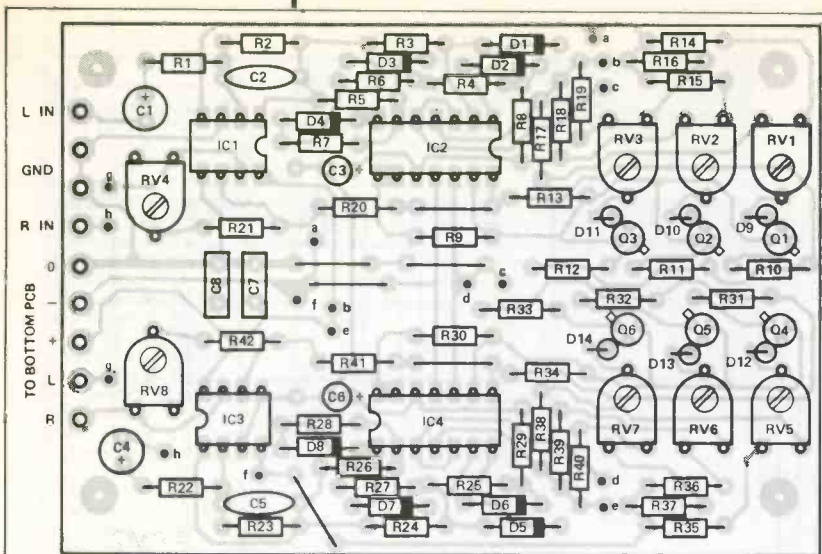 R2 R3 D1 a R14
R1 D3 D2 b R16
C2 R6 R4 c R15
R5
L IN C1 D4 R8 R17 R18 R19
IC1 R7 IC2 RV3 RV2 RV1
GND g RV4 C3
R13
R20
R IN h R21 a R9 D11 Q3 D10 Q2 D9 Q1
0 R12 R11 R10
TO BOTTOM PCB
C8 C7 d c
− f b R33 R32 R31
e
+ R42 R30 Q6 Q5 Q4
D14 D13 D12
R41 R34
L g
RV8 C6
R IC3 R28 IC4 R29 R38 R39 R40 RV7 RV6 RV5
C4 h D8
R26
f
R22 R27 R25 d R36
C5 D7 D6 e R37
R23 R24 D5 R35